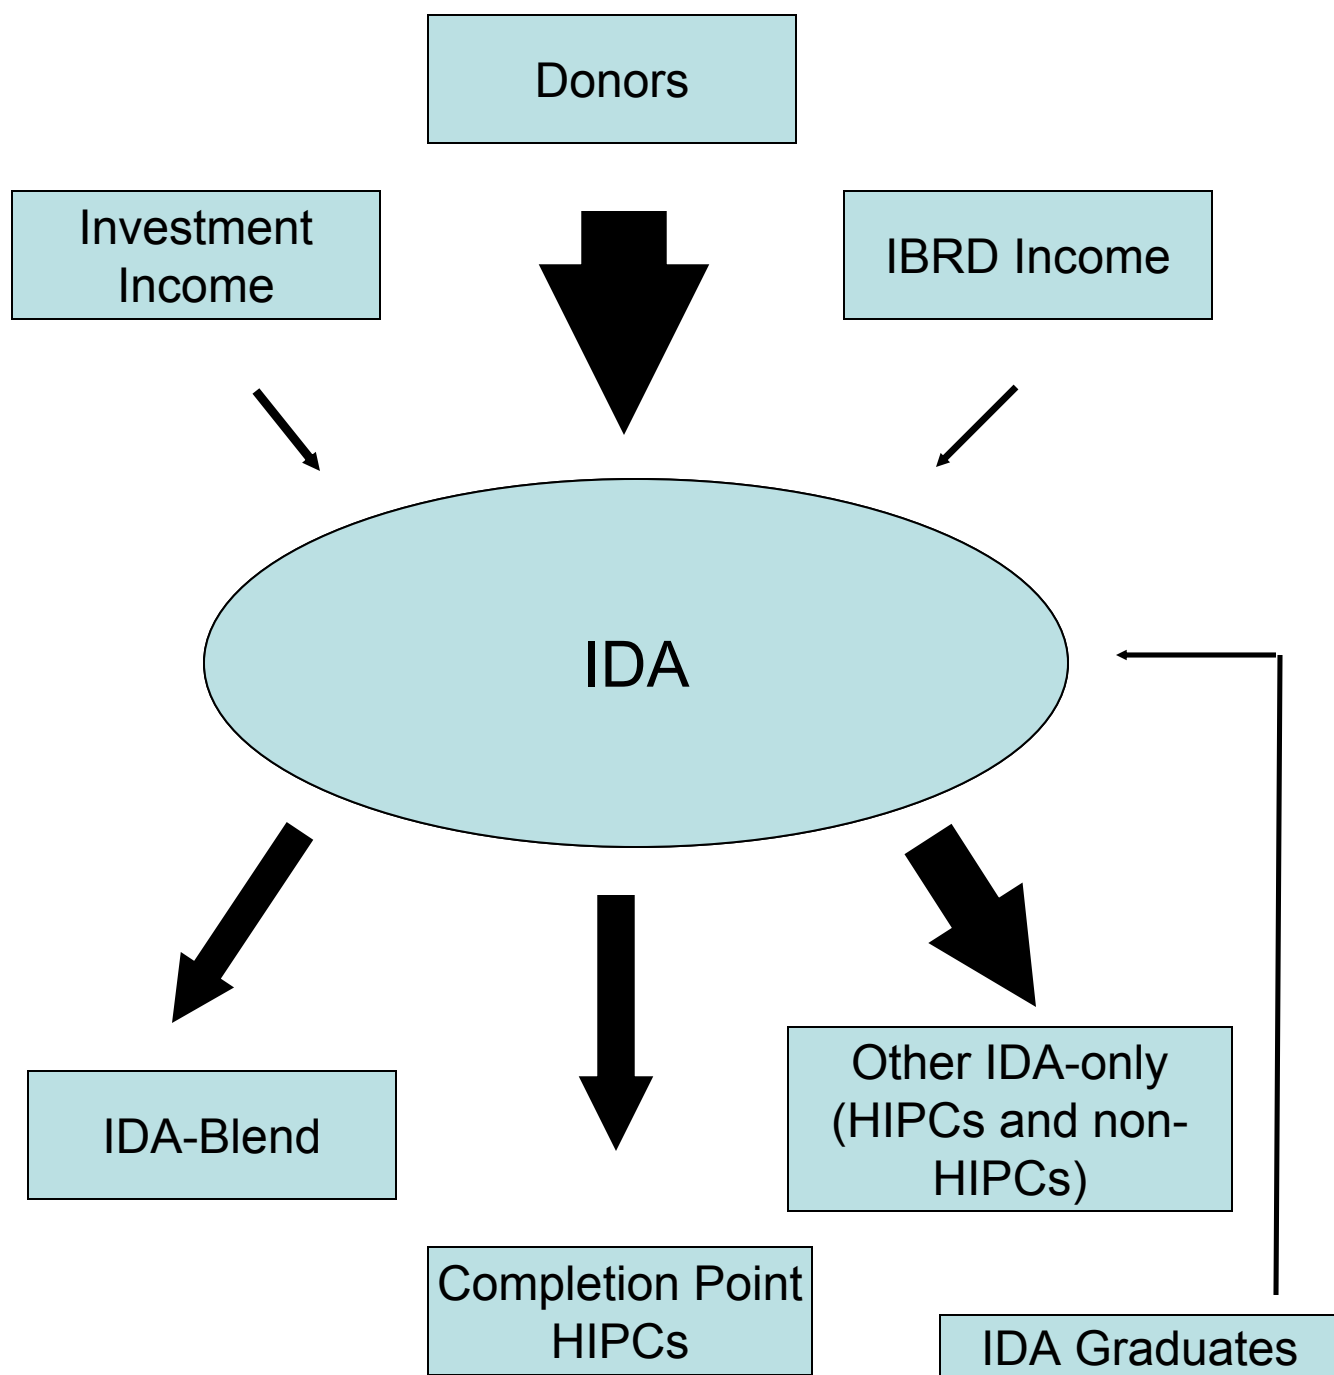 Donors
Investment
Income
IBRD Income
IDA
IDA-Blend
Other IDA-only
(HIPCs and non-
HIPCs)
Completion Point
HIPCs
IDA Graduates